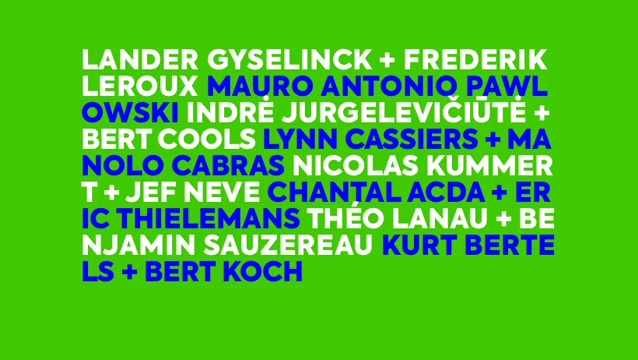 LANDER GYSELINCK + FREDERIK
LEROUX MAURO ANTONIO PAWL
OWSKI INDRĖ JURGELEVIČIŪTĖ +
BERT COOLS LYNN CASSIERS + MA
NOLO CABRAS NICOLAS KUMMER
T + JEF NEVE CHANTAL ACDA + ER
IC THIELEMANS THÉO LANAU + BE
NJAMIN SAUZEREAU KURT BERTE
LS + BERT KOCH